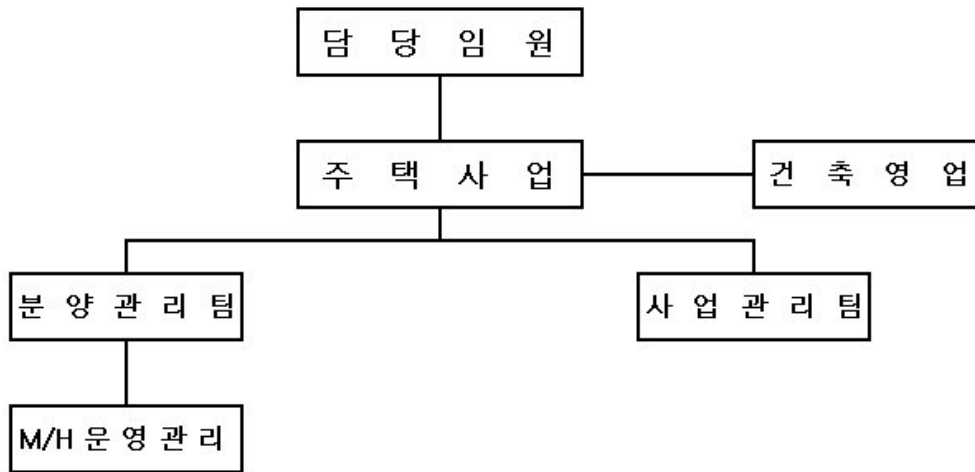 담 당 임 원
주 택 사 업
건 축 영 업
분 양 관 리 팀
사 업 관 리 팀
M/H 운 영 관 리